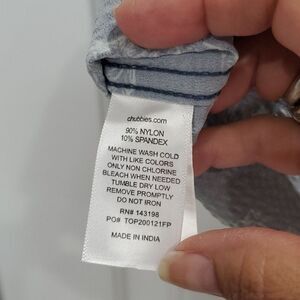 chubbies.com
90% NYLON
10% SPANDEX
MACHINE WASH COLD
WITH LIKE COLORS
ONLY NON CHLORINE
BLEACH WHEN NEEDED
TUMBLE DRY LOW
REMOVE PROMPTLY
DO NOT IRON
RN# 143198
PO# TOP200121FP
MADE IN INDIA